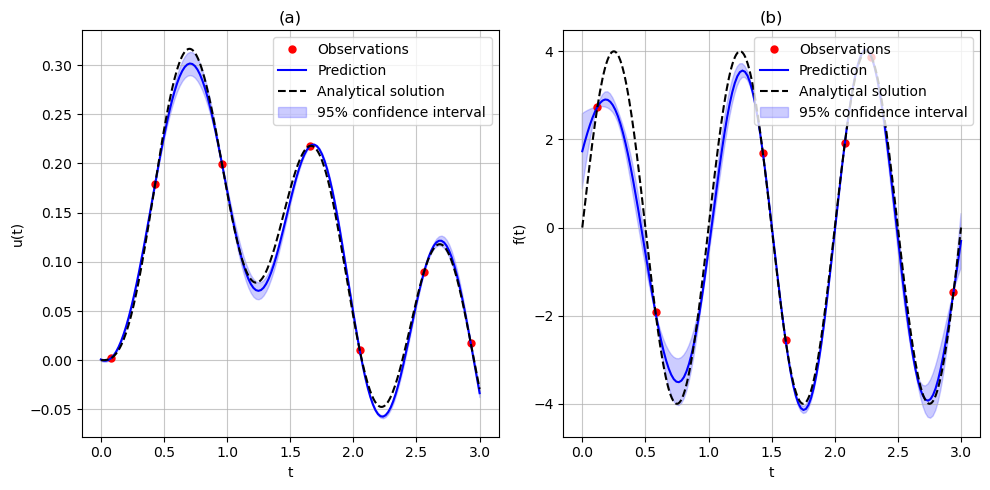 (a)
Observations
Prediction
Analytical solution
95% confidence interval
u(t)
0.30
0.25
0.20
0.15
0.10
0.05
0.00
−0.05
0.0 0.5 1.0 1.5 2.0 2.5 3.0
t
(b)
Observations
Prediction
Analytical solution
95% confidence interval
f(t)
4
2
0
−2
−4
0.0 0.5 1.0 1.5 2.0 2.5 3.0
t